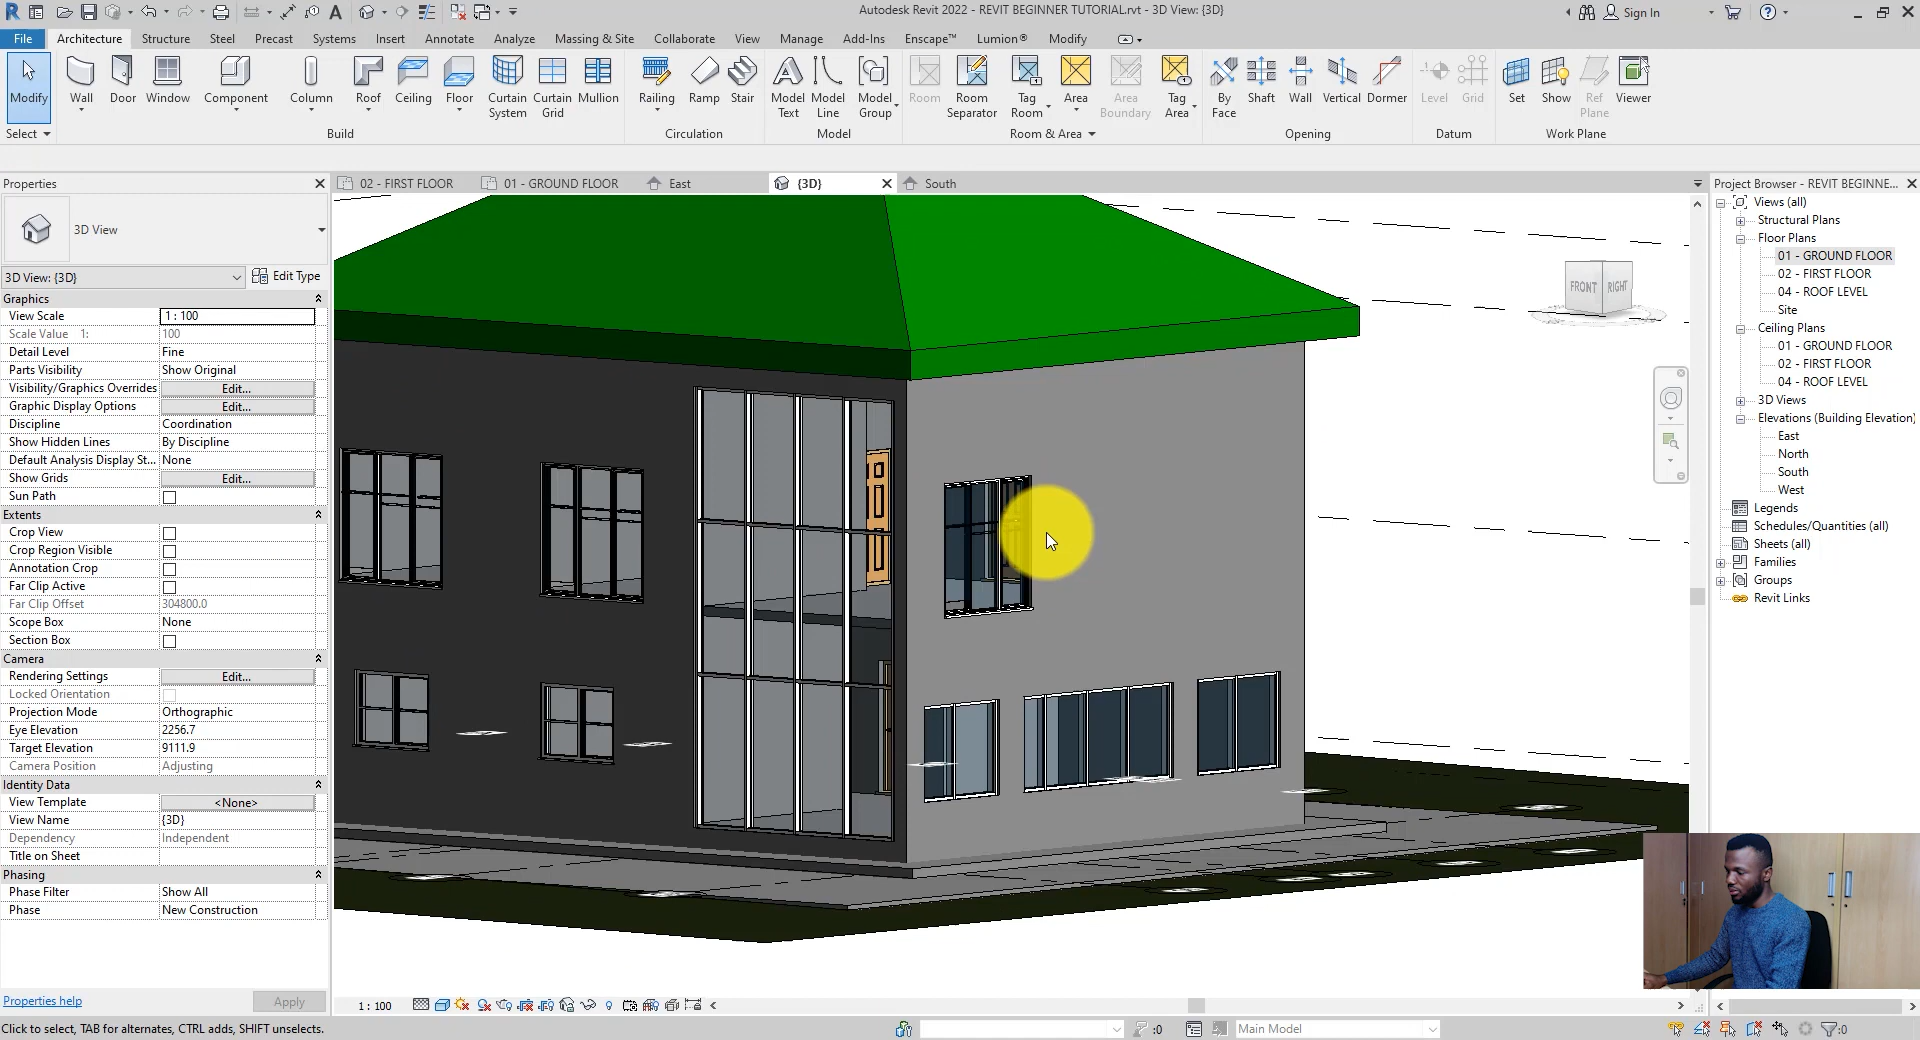 Autodesk Revit 2022 - REVIT BEGINNER TUTORIAL.rvt - 3D View: {3D}
Sign In
File Architecture Structure Steel Precast Systems Insert Annotate Analyze Massing & Site Collaborate View Manage Add-Ins Enscape™ Lumion® Modify
Modify Wall Door Window Component Column Roof Ceiling Floor Curtain System Curtain Grid Mullion Railing Ramp Stair Model Text Model Line Model Group Room Room Separator Tag Room Area Area Boundary Tag Area By Face Shaft Wall Vertical Dormer Level Grid Set Show Ref Plane Viewer
Select Build Circulation Model Room & Area Opening Datum Work Plane
Properties
3D View
3D View: {3D} Edit Type
Graphics
View Scale 1 : 100
Scale Value 1: 100
Detail Level Fine
Parts Visibility Show Original
Visibility/Graphics Overrides Edit...
Graphic Display Options Edit...
Discipline Coordination
Show Hidden Lines By Discipline
Default Analysis Display St... None
Show Grids Edit...
Sun Path
Extents
Crop View
Crop Region Visible
Annotation Crop
Far Clip Active
Far Clip Offset 304800.0
Scope Box None
Section Box
Camera
Rendering Settings Edit...
Locked Orientation
Projection Mode Orthographic
Eye Elevation 2256.7
Target Elevation 9111.9
Camera Position Adjusting
Identity Data
View Template <None>
View Name {3D}
Dependency Independent
Title on Sheet
Phasing
Phase Filter Show All
Phase New Construction
Properties help Apply
02 - FIRST FLOOR 01 - GROUND FLOOR East {3D} South
FRONT RIGHT
1 : 100
Project Browser - REVIT BEGINNE...
Views (all)
Structural Plans
Floor Plans
01 - GROUND FLOOR
02 - FIRST FLOOR
04 - ROOF LEVEL
Site
Ceiling Plans
01 - GROUND FLOOR
02 - FIRST FLOOR
04 - ROOF LEVEL
3D Views
Elevations (Building Elevation)
East
North
South
West
Legends
Schedules/Quantities (all)
Sheets (all)
Families
Groups
Revit Links
Click to select, TAB for alternates, CTRL adds, SHIFT unselects.
:0
Main Model
:0